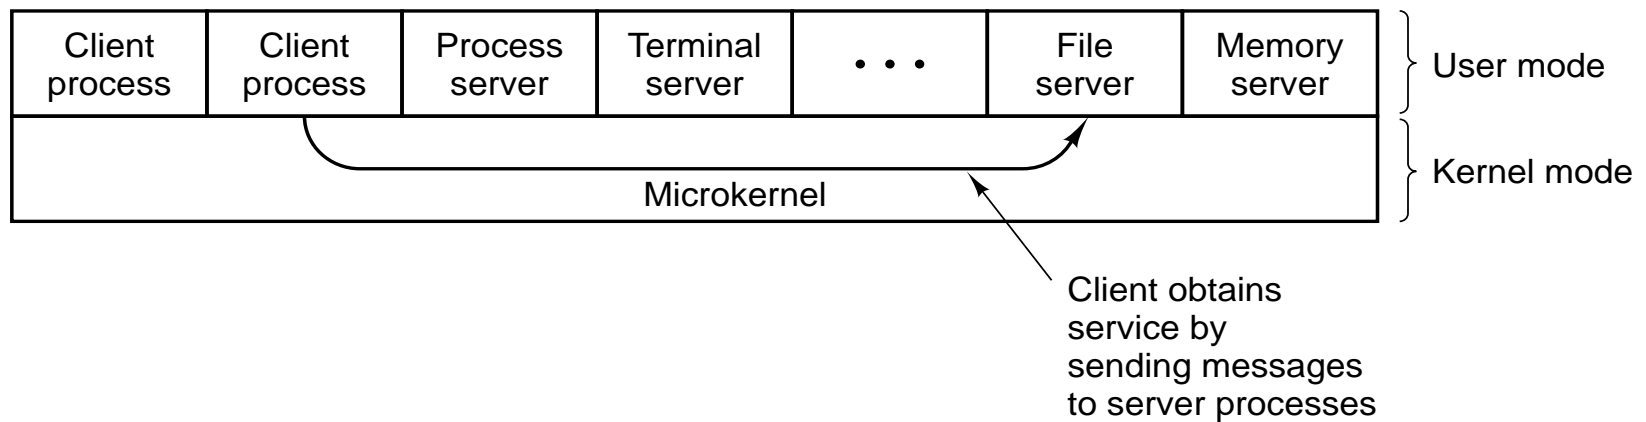 Client
process
Client
process
Process
server
Terminal
server
• • •
File
server
Memory
server
User mode
Microkernel
Kernel mode
Client obtains
service by
sending messages
to server processes